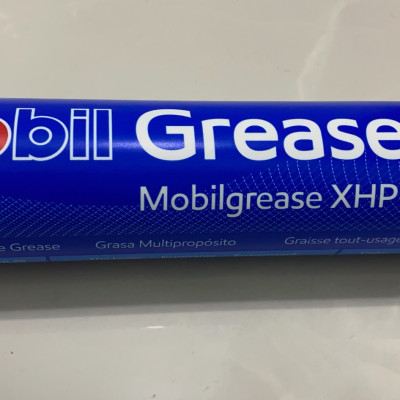 obil Grease
Mobilgrease XHP
e Grease Grasa Multipropósito Graisse tout-usage